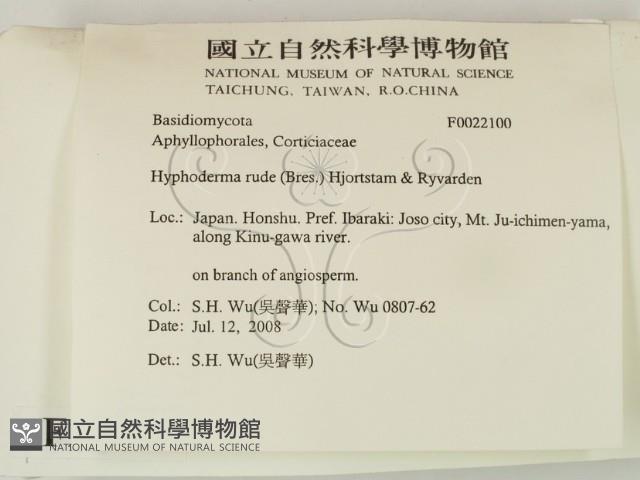 國立自然科學博物館
NATIONAL MUSEUM OF NATURAL SCIENCE
TAICHUNG, TAIWAN, R.O.CHINA
Basidiomycota F0022100
Aphyllophorales, Corticiaceae
Hyphoderma rude (Bres.) Hjortstam & Ryvarden
Loc.: Japan. Honshu. Pref. Ibaraki: Joso city, Mt. Ju-ichimen-yama,
along Kinu-gawa river.
on branch of angiosperm.
Col.: S.H. Wu(吳聲華); No. Wu 0807-62
Date: Jul. 12, 2008
Det.: S.H. Wu(吳聲華)
國立自然科學博物館
NATIONAL MUSEUM OF NATURAL SCIENCE